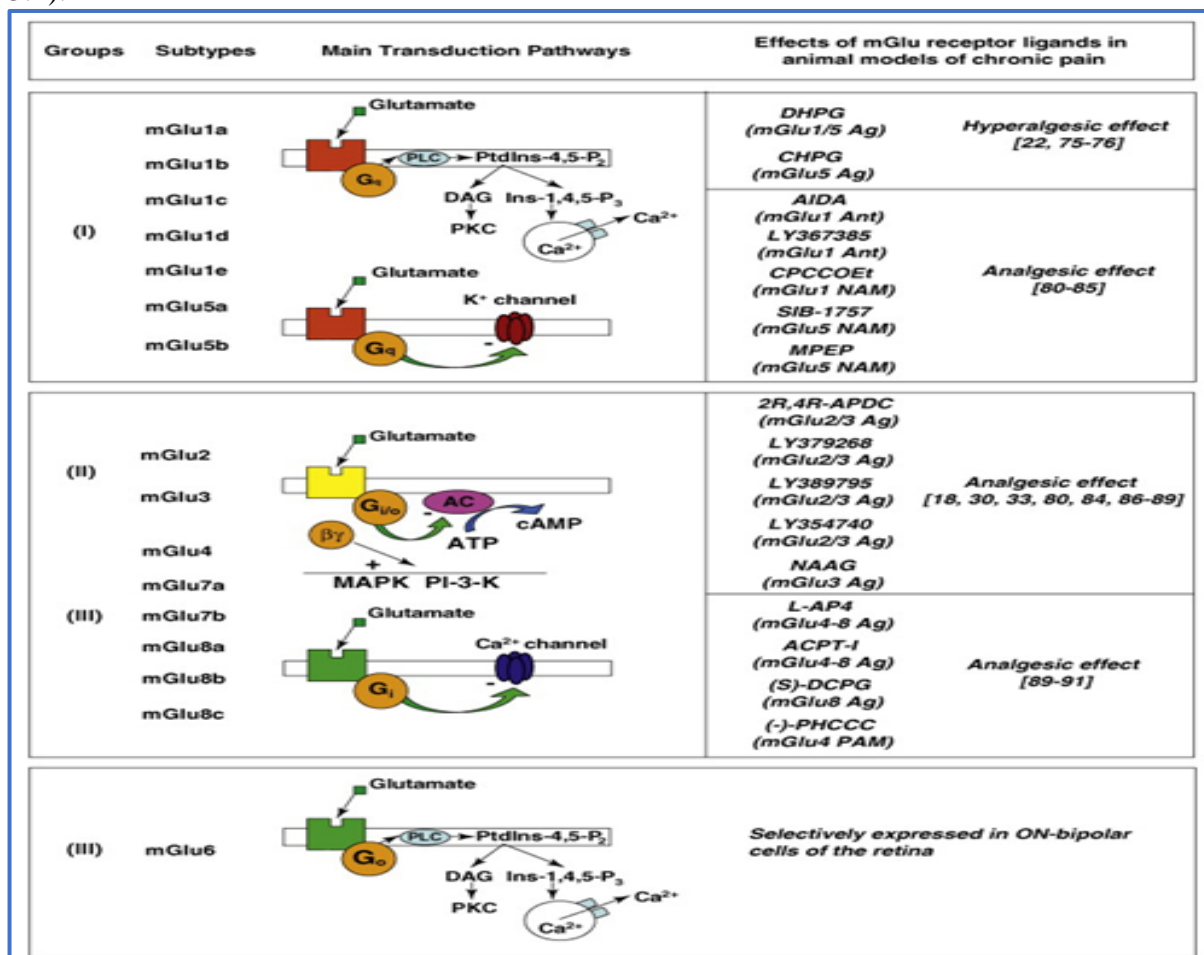 Groups
Subtypes
Main Transduction Pathways
Effects of mGlu receptor ligands in
animal models of chronic pain
(I)
mGlu1a
mGlu1b
mGlu1c
mGlu1d
mGlu1e
mGlu5a
mGlu5b
Glutamate
Gq
PLC
PtdIns-4,5-P2
DAG
Ins-1,4,5-P3
PKC
Ca2+
Ca2+
Glutamate
K+ channel
Gq
-
DHPG
(mGlu1/5 Ag)
CHPG
(mGlu5 Ag)
Hyperalgesic effect
[22, 75-76]
AIDA
(mGlu1 Ant)
LY367385
(mGlu1 Ant)
CPCCOEt
(mGlu1 NAM)
SIB-1757
(mGlu5 NAM)
MPEP
(mGlu5 NAM)
Analgesic effect
[80-85]
(II)
mGlu2
mGlu3
(III)
mGlu4
mGlu7a
mGlu7b
mGlu8a
mGlu8b
mGlu8c
Glutamate
Gi/o
-
AC
cAMP
ATP
βγ
+
MAPK PI-3-K
Glutamate
Ca2+ channel
Gi
-
2R,4R-APDC
(mGlu2/3 Ag)
LY379268
(mGlu2/3 Ag)
LY389795
(mGlu2/3 Ag)
LY354740
(mGlu2/3 Ag)
NAAG
(mGlu3 Ag)
Analgesic effect
[18, 30, 33, 80, 84, 86-89]
L-AP4
(mGlu4-8 Ag)
ACPT-I
(mGlu4-8 Ag)
(S)-DCPG
(mGlu8 Ag)
(-)-PHCCC
(mGlu4 PAM)
Analgesic effect
[89-91]
(III)
mGlu6
Glutamate
Go
PLC
PtdIns-4,5-P2
DAG
Ins-1,4,5-P3
PKC
Ca2+
Ca2+
Selectively expressed in ON-bipolar
cells of the retina